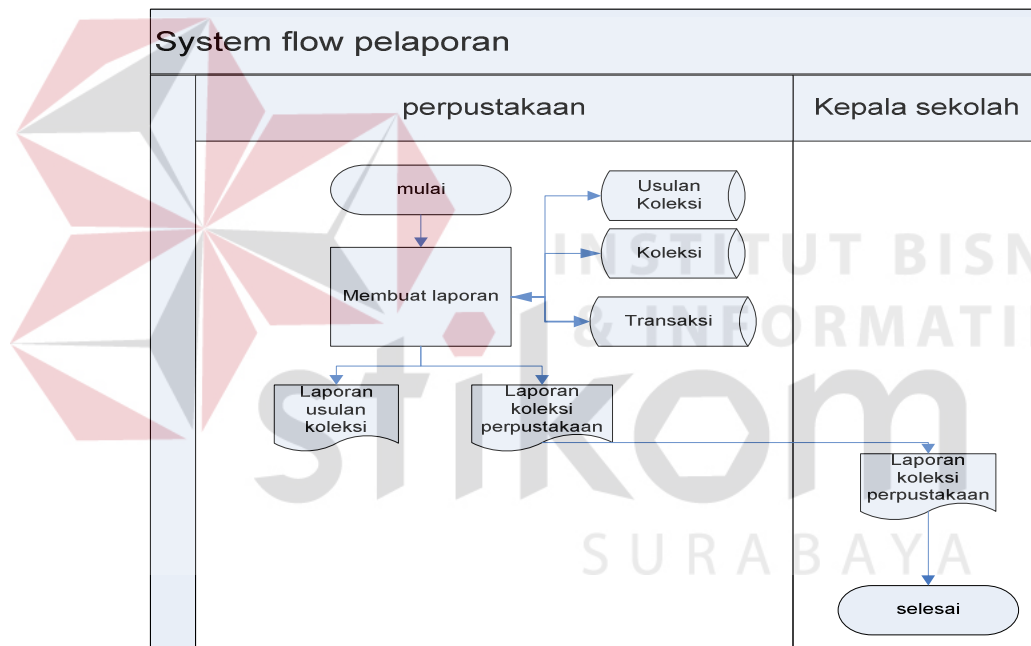 System flow pelaporan
perpustakaan
Kepala sekolah
mulai
Usulan
Koleksi
Koleksi
Membuat laporan
Transaksi
Laporan
usulan
koleksi
Laporan
koleksi
perpustakaan
Laporan
koleksi
perpustakaan
selesai
INSTITUT BISN
& INFORMATI
stikom
SURABAYA